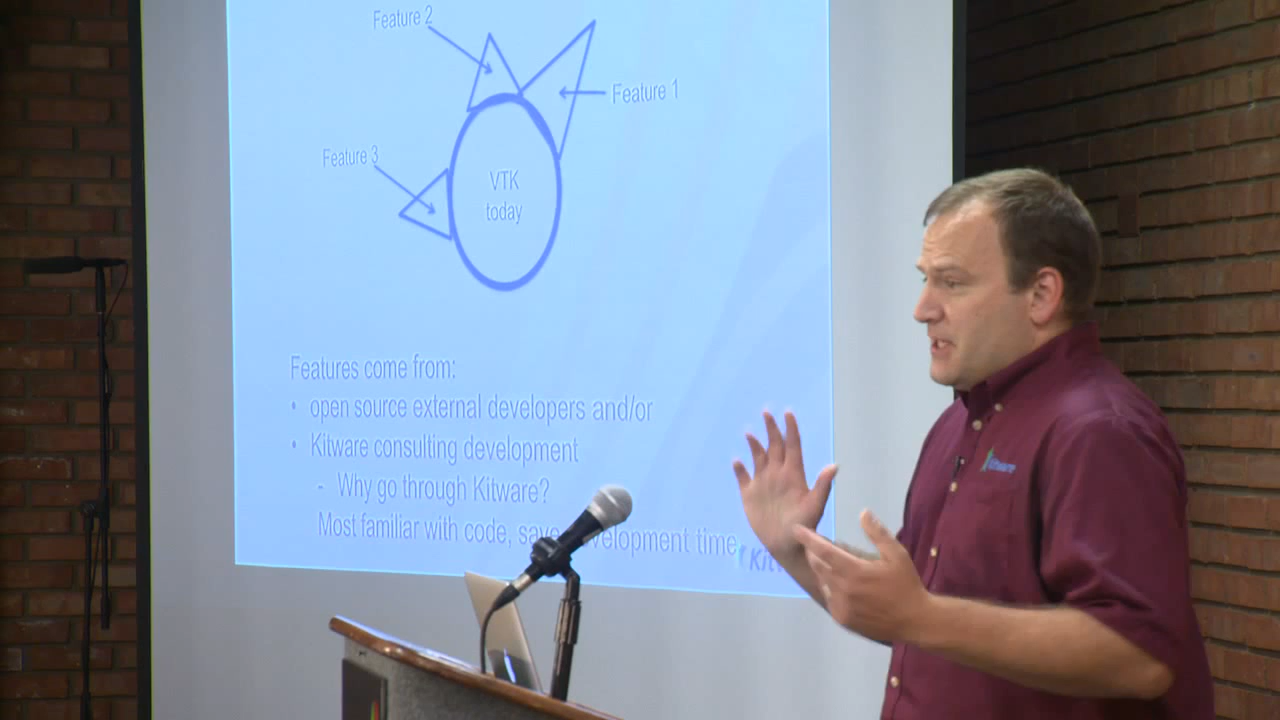 Feature 2
Feature 1
Feature 3
VTK
today
Features come from:
• open source external developers and/or
• Kitware consulting development
- Why go through Kitware?
Most familiar with code, save development time
Kitware